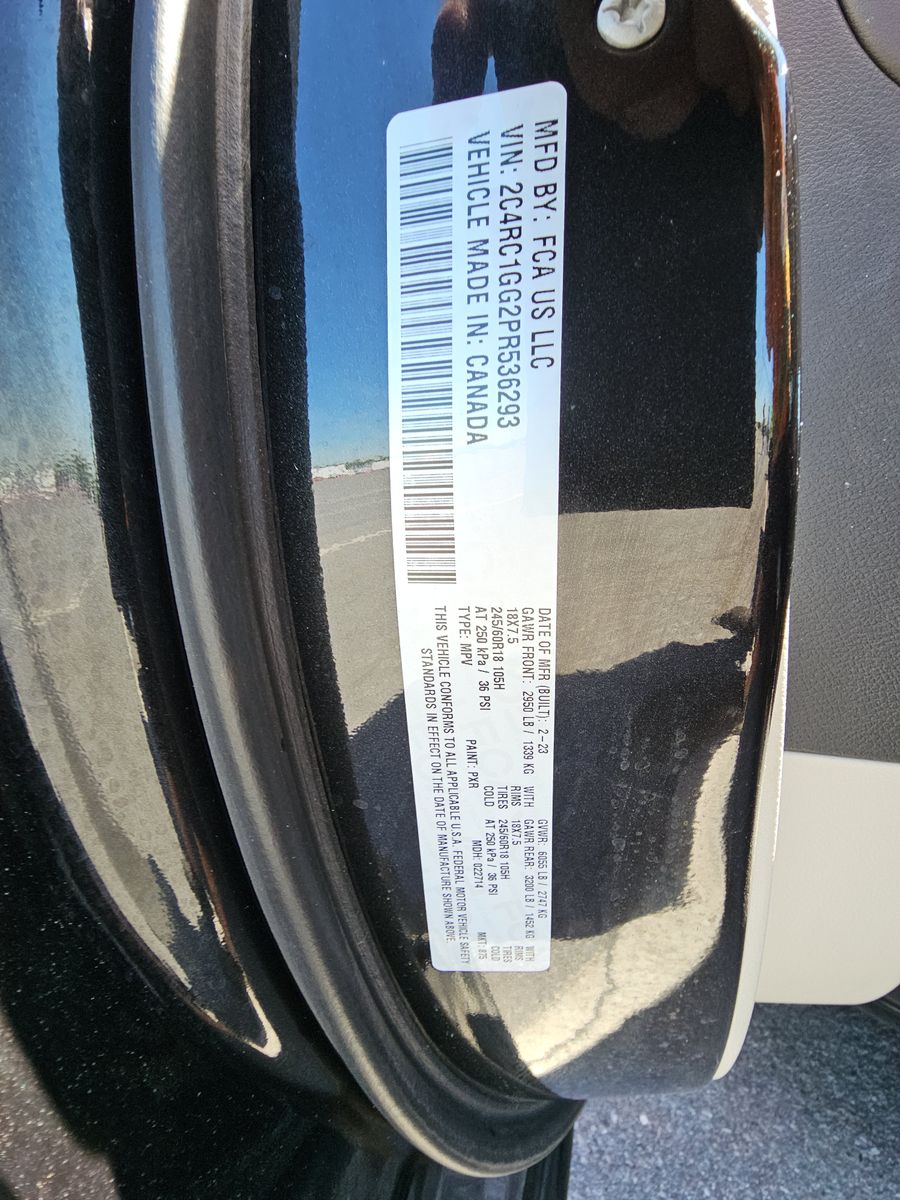 MFD BY: FCA US LLC
VIN: 2C4RC1GG2PR536293
VEHICLE MADE IN: CANADA
DATE OF MFR (BUILT): 2-23 GVWR: 6055 LB / 2747 KG
GAWR FRONT: 2950 LB / 1339 KG WITH GAWR REAR: 3200 LB / 1452 KG WITH
18X7.5 RIMS 18X7.5 RIMS
245/60R18 105H TIRES 245/60R18 105H TIRES
AT 250 kPa / 36 PSI COLD AT 250 kPa / 36 PSI COLD
TYPE: MPV PAINT: PXR MDH: 022714 MKT: 875
THIS VEHICLE CONFORMS TO ALL APPLICABLE U.S.A. FEDERAL MOTOR VEHICLE SAFETY
STANDARDS IN EFFECT ON THE DATE OF MANUFACTURE SHOWN ABOVE.